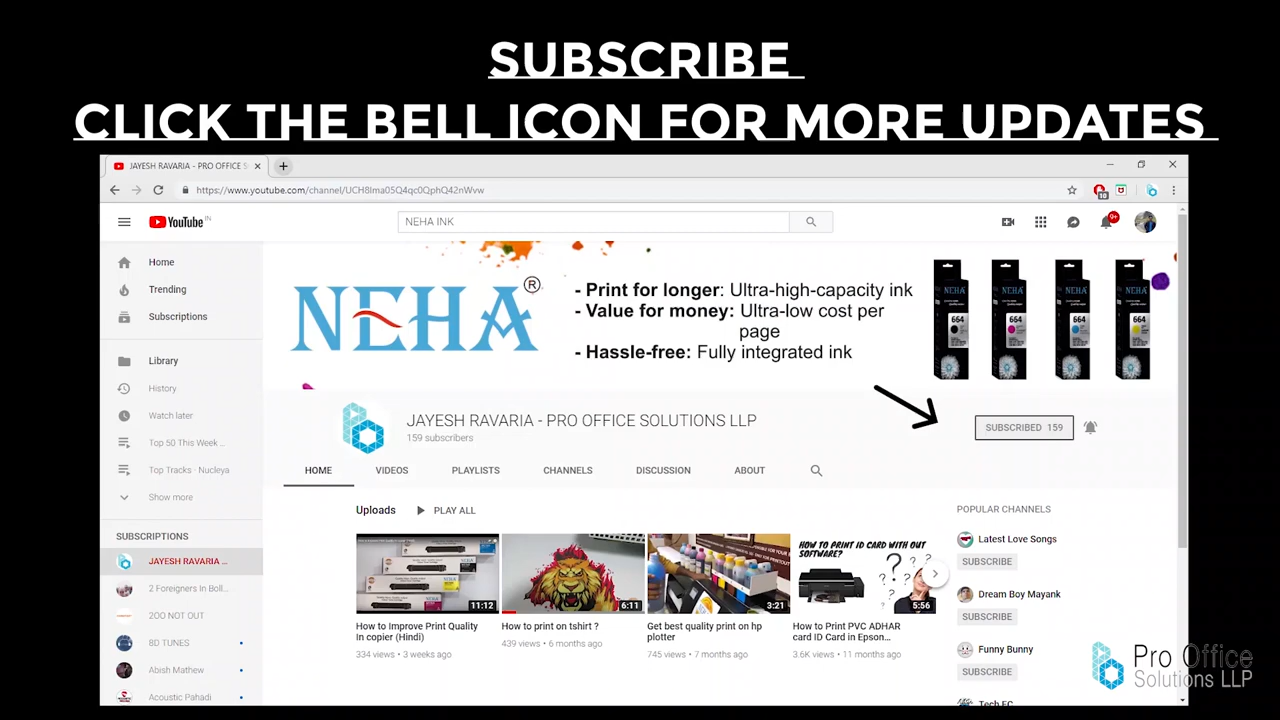 SUBSCRIBE
CLICK THE BELL ICON FOR MORE UPDATES
JAYESH RAVARIA - PRO OFFICE S
https://www.youtube.com/channel/UCH8Ima05Q4qc0QphQ42nWvw
10
YouTube IN
NEHA INK
9+
Home
Trending
Subscriptions
Library
History
Watch later
Top 50 This Week ...
Top Tracks - Nucleya
Show more
SUBSCRIPTIONS
JAYESH RAVARIA ...
2 Foreigners In Boll...
200 NOT OUT
8D TUNES
Abish Mathew
Acoustic Pahadi
NEHA ®
- Print for longer: Ultra-high-capacity ink
- Value for money: Ultra-low cost per
page
- Hassle-free: Fully integrated ink
664 664 664 664
JAYESH RAVARIA - PRO OFFICE SOLUTIONS LLP
159 subscribers
SUBSCRIBED 159
HOME VIDEOS PLAYLISTS CHANNELS DISCUSSION ABOUT
Uploads PLAY ALL
11:12
6:11
3:21
HOW TO PRINT ID CARD WITH OUT
SOFTWARE?
5:56
How to Improve Print Quality
In copier (Hindi)
334 views • 3 weeks ago
How to print on tshirt ?
439 views • 6 months ago
Get best quality print on hp
plotter
745 views • 7 months ago
How to Print PVC ADHAR
card ID Card in Epson...
3.6K views • 11 months ago
POPULAR CHANNELS
Latest Love Songs
SUBSCRIBE
Dream Boy Mayank
SUBSCRIBE
Funny Bunny
SUBSCRIBE
Tech FC
Pro Office
Solutions LLP